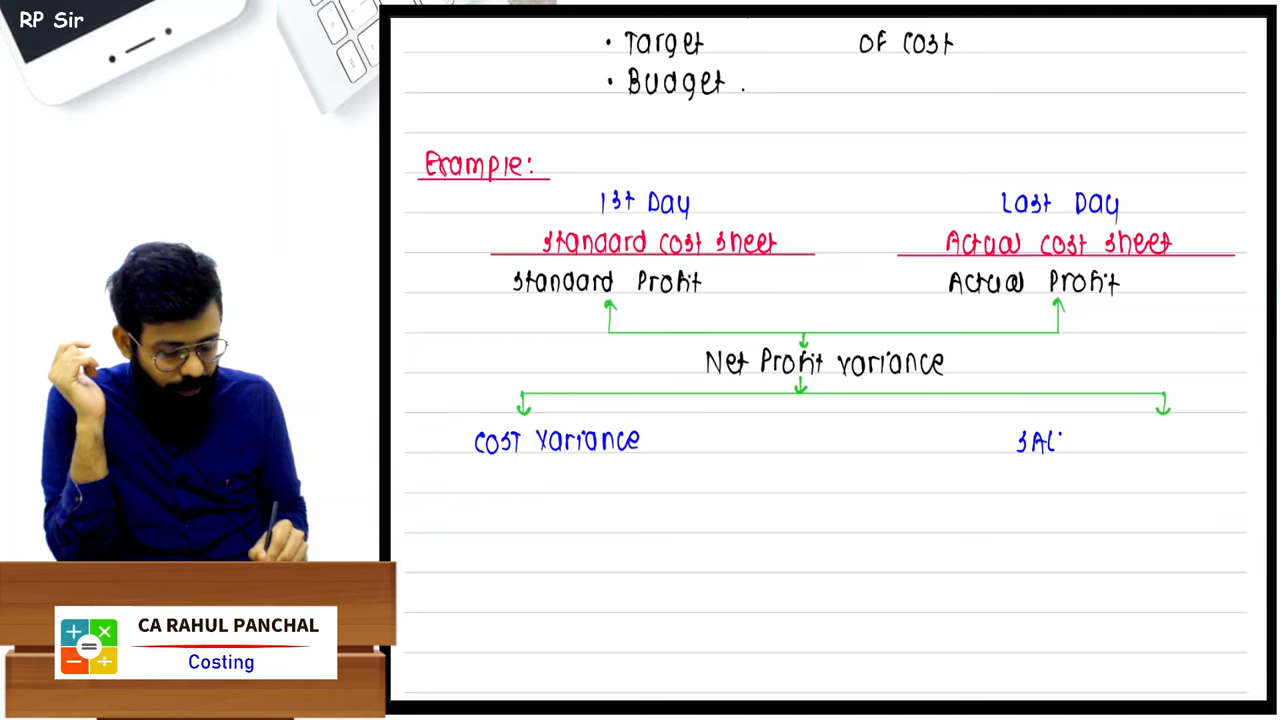 RP Sir
• Target of cost
• Budget .
Example:
1st Day Last Day
Standard cost sheet Actual cost sheet
Standard Profit Actual Profit
Net Profit variance
Cost Variance SAL
CA RAHUL PANCHAL
Costing